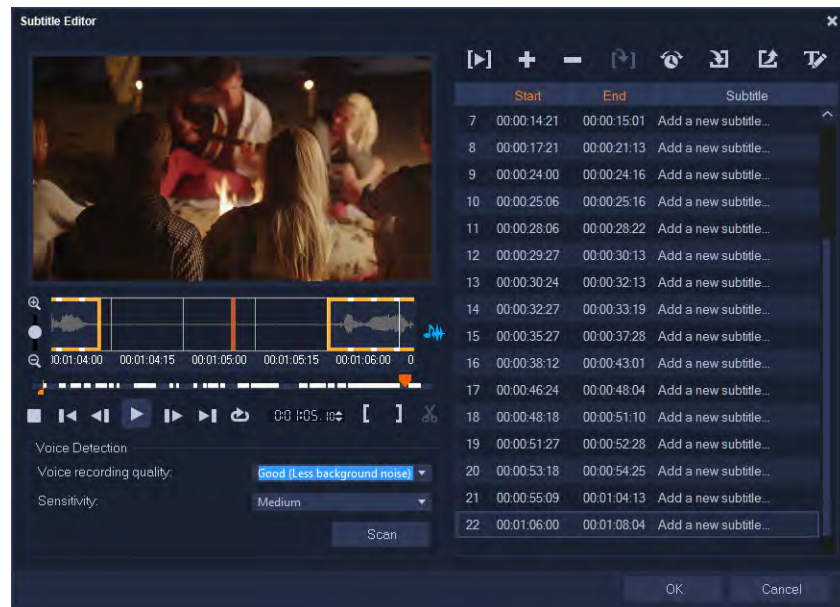 Subtitle Editor
Start End Subtitle
7 00:00:14:21 00:00:15:01 Add a new subtitle...
8 00:00:17:21 00:00:21:13 Add a new subtitle...
9 00:00:24:00 00:00:24:16 Add a new subtitle...
10 00:00:25:06 00:00:25:16 Add a new subtitle...
11 00:00:28:06 00:00:28:22 Add a new subtitle...
12 00:00:29:27 00:00:30:13 Add a new subtitle...
13 00:00:30:24 00:00:32:13 Add a new subtitle...
14 00:00:32:27 00:00:33:19 Add a new subtitle...
15 00:00:35:27 00:00:37:28 Add a new subtitle...
16 00:00:38:12 00:00:43:01 Add a new subtitle...
17 00:00:46:24 00:00:48:04 Add a new subtitle...
18 00:00:48:18 00:00:51:10 Add a new subtitle...
19 00:00:51:27 00:00:52:28 Add a new subtitle...
20 00:00:53:18 00:00:54:25 Add a new subtitle...
21 00:00:55:09 00:01:04:13 Add a new subtitle...
22 00:01:06:00 00:01:08:04 Add a new subtitle...
00:01:04:00 00:01:04:15 00:01:05:00 00:01:05:15 00:01:06:00 0
0:01:05.10
Voice Detection
Voice recording quality: Good (Less background noise)
Sensitivity: Medium
Scan
OK Cancel